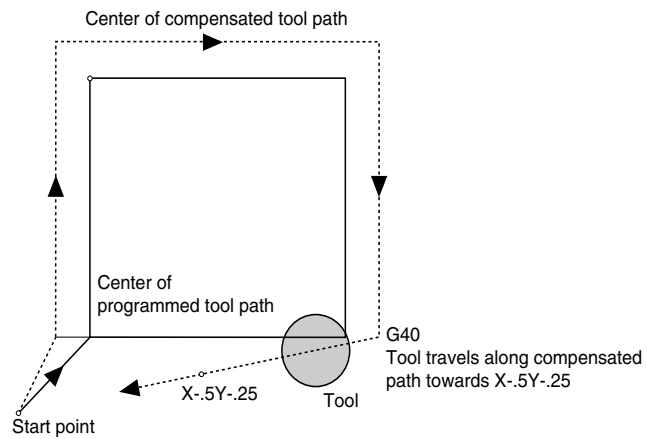 Center of compensated tool path
Center of
programmed tool path
G40
Tool travels along compensated
path towards X-.5Y-.25
X-.5Y-.25
Tool
Start point